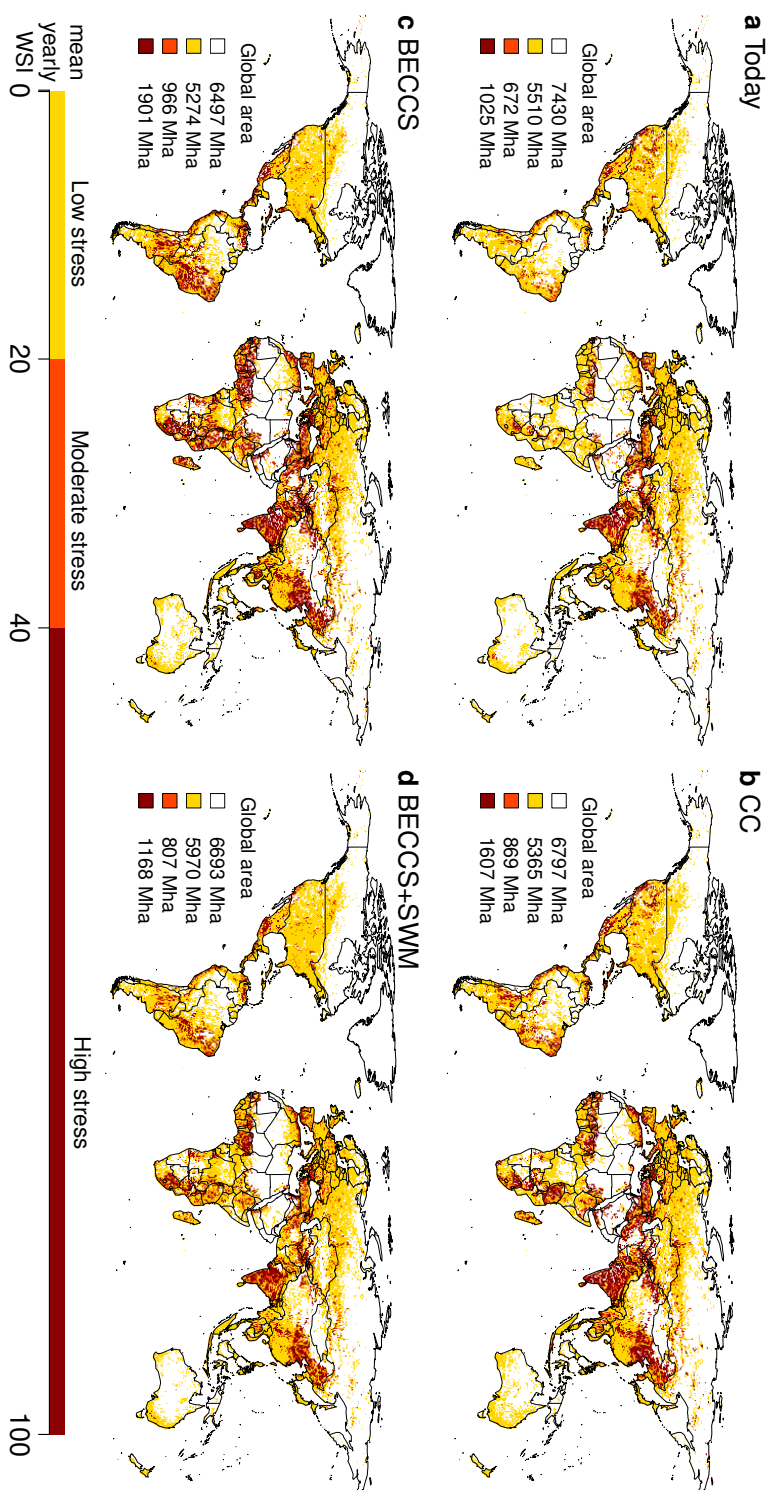 a Today
Global area
7430 Mha
5510 Mha
672 Mha
1025 Mha
b CC
Global area
6797 Mha
5365 Mha
869 Mha
1607 Mha
c BECCS
Global area
6497 Mha
5274 Mha
966 Mha
1901 Mha
d BECCS+SWM
Global area
6693 Mha
5970 Mha
807 Mha
1168 Mha
mean
yearly
WSI
Low stress
Moderate stress
High stress
0
20
40
100